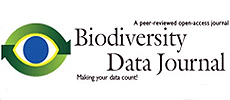 A peer-reviewed open-access journal
Biodiversity
Data Journal
Making your data count!